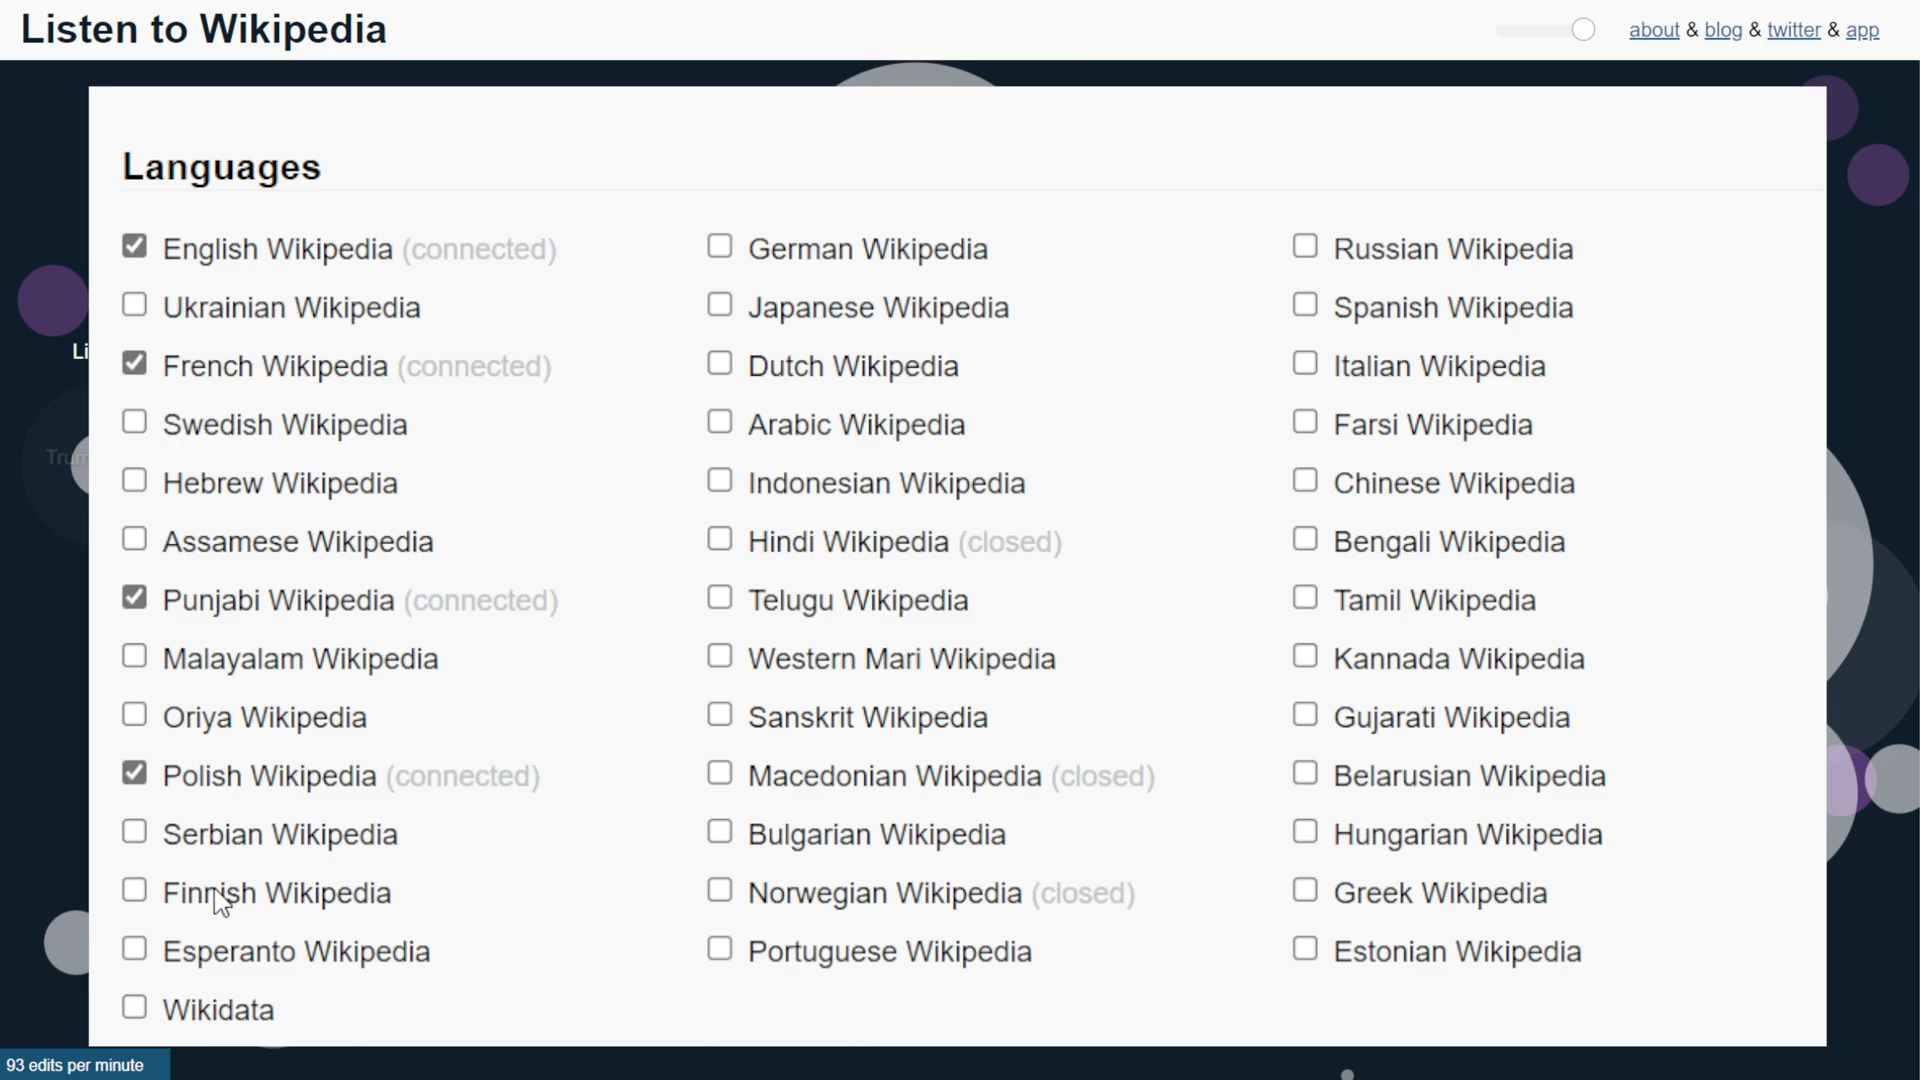 Listen to Wikipedia
about & blog & twitter & app
Languages
English Wikipedia (connected)
German Wikipedia
Russian Wikipedia
Ukrainian Wikipedia
Japanese Wikipedia
Spanish Wikipedia
Li
French Wikipedia (connected)
Dutch Wikipedia
Italian Wikipedia
Swedish Wikipedia
Arabic Wikipedia
Farsi Wikipedia
Trum
Hebrew Wikipedia
Indonesian Wikipedia
Chinese Wikipedia
Assamese Wikipedia
Hindi Wikipedia (closed)
Bengali Wikipedia
Punjabi Wikipedia (connected)
Telugu Wikipedia
Tamil Wikipedia
Malayalam Wikipedia
Western Mari Wikipedia
Kannada Wikipedia
Oriya Wikipedia
Sanskrit Wikipedia
Gujarati Wikipedia
Polish Wikipedia (connected)
Macedonian Wikipedia (closed)
Belarusian Wikipedia
Serbian Wikipedia
Bulgarian Wikipedia
Hungarian Wikipedia
Finnish Wikipedia
Norwegian Wikipedia (closed)
Greek Wikipedia
Esperanto Wikipedia
Portuguese Wikipedia
Estonian Wikipedia
Wikidata
93 edits per minute